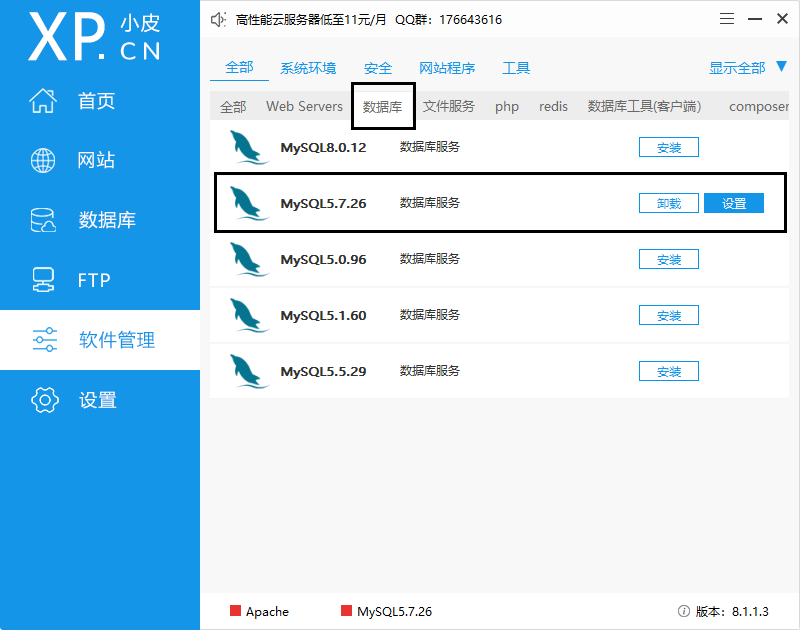 XP.CN 小皮
高性能云服务器低至11元/月 QQ群：176643616
首页
网站
数据库
FTP
软件管理
设置
全部 系统环境 安全 网站程序 工具 显示全部
全部 Web Servers 数据库 文件服务 php redis 数据库工具(客户端) composer
MySQL8.0.12 数据库服务 安装
MySQL5.7.26 数据库服务 卸载 设置
MySQL5.0.96 数据库服务 安装
MySQL5.1.60 数据库服务 安装
MySQL5.5.29 数据库服务 安装
Apache MySQL5.7.26 版本：8.1.1.3